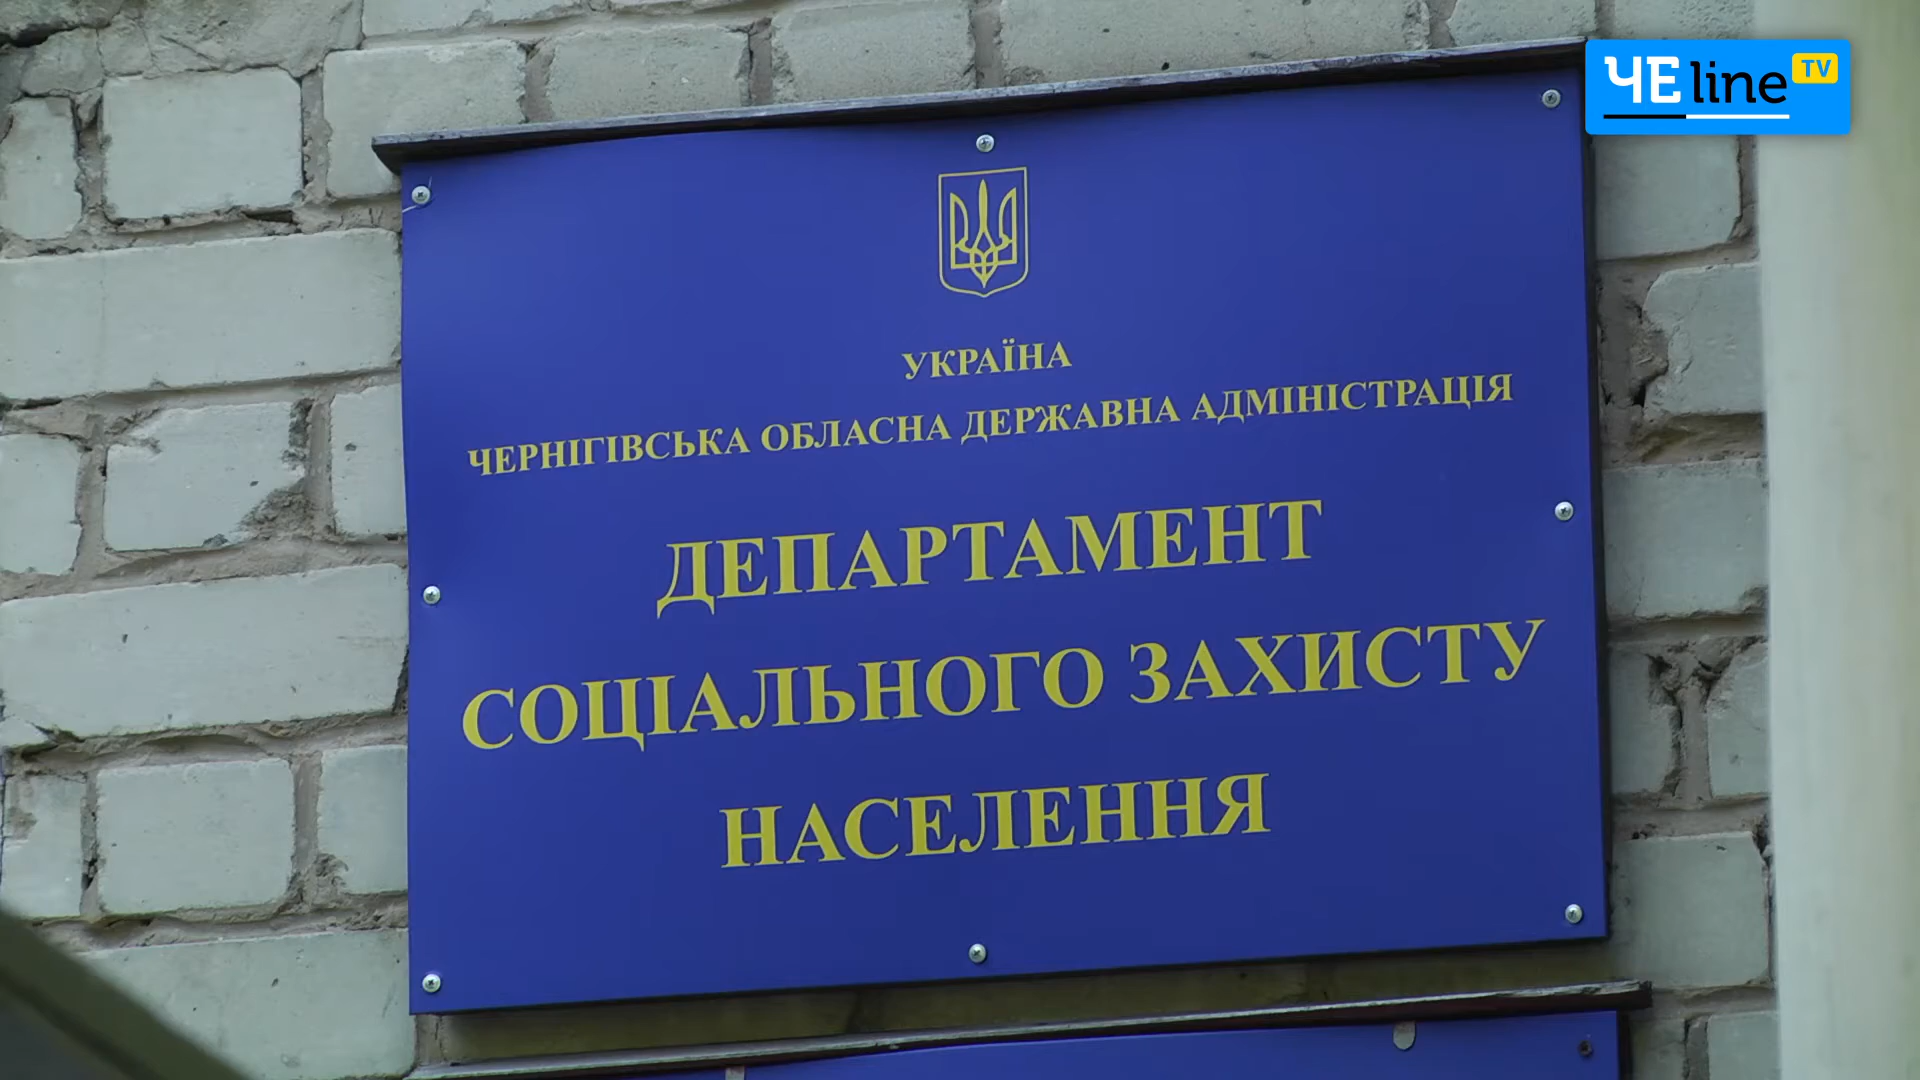 ЧЕline TV
УКРАЇНА
ЧЕРНІГІВСЬКА ОБЛАСНА ДЕРЖАВНА АДМІНІСТРАЦІЯ
ДЕПАРТАМЕНТ
СОЦІАЛЬНОГО ЗАХИСТУ
НАСЕЛЕННЯ